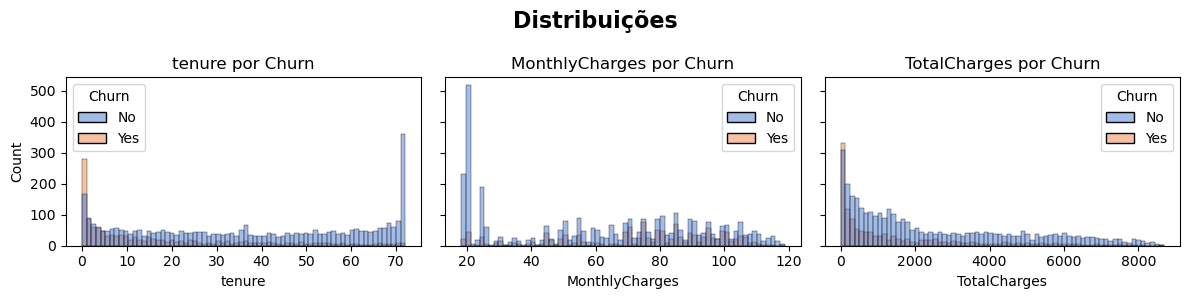 Distribuições
tenure por Churn
Churn
No
Yes
Count
500
400
300
200
100
0
0 10 20 30 40 50 60 70
tenure
MonthlyCharges por Churn
Churn
No
Yes
20 40 60 80 100 120
MonthlyCharges
TotalCharges por Churn
Churn
No
Yes
0 2000 4000 6000 8000
TotalCharges